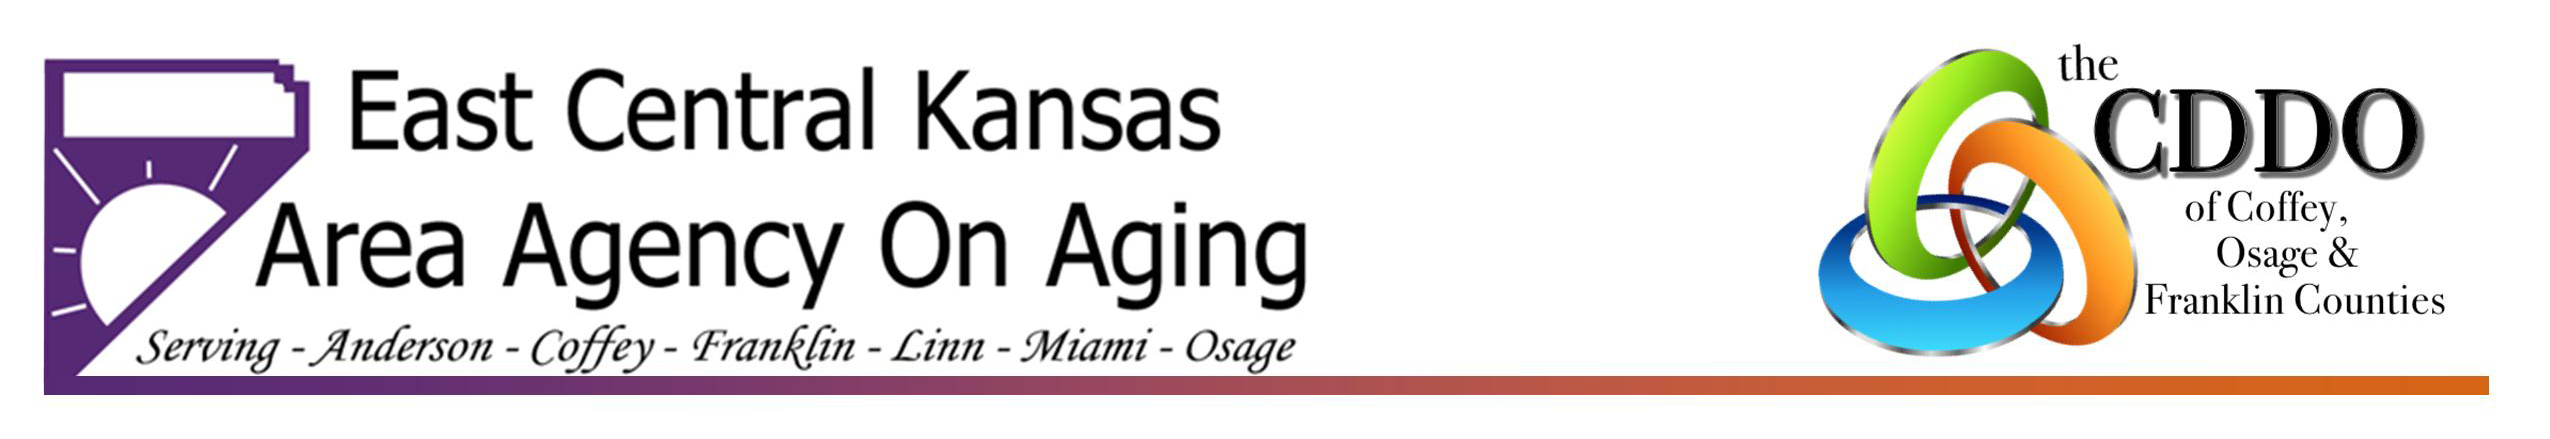 East Central Kansas
Area Agency On Aging
Serving - Anderson - Coffey - Franklin - Linn - Miami - Osage
the
CDDO
of Coffey,
Osage &
Franklin Counties